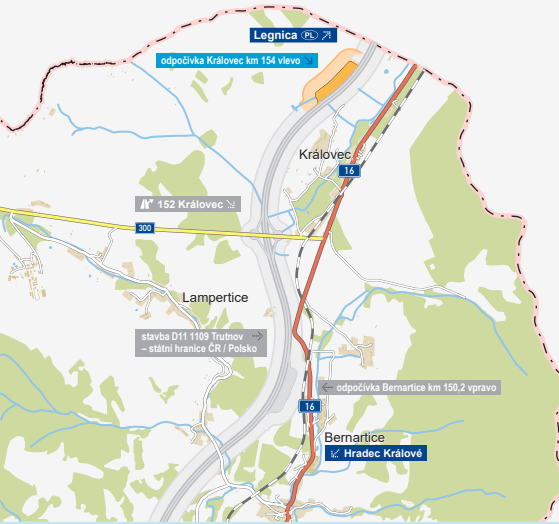 Legnica PL
odpočívka Královec km 154 vlevo
Královec
16
152 Královec
300
Lampertice
stavba D11 1109 Trutnov
– státní hranice ČR / Polsko
odpočívka Bernartice km 150,2 vpravo
16
Bernartice
Hradec Králové